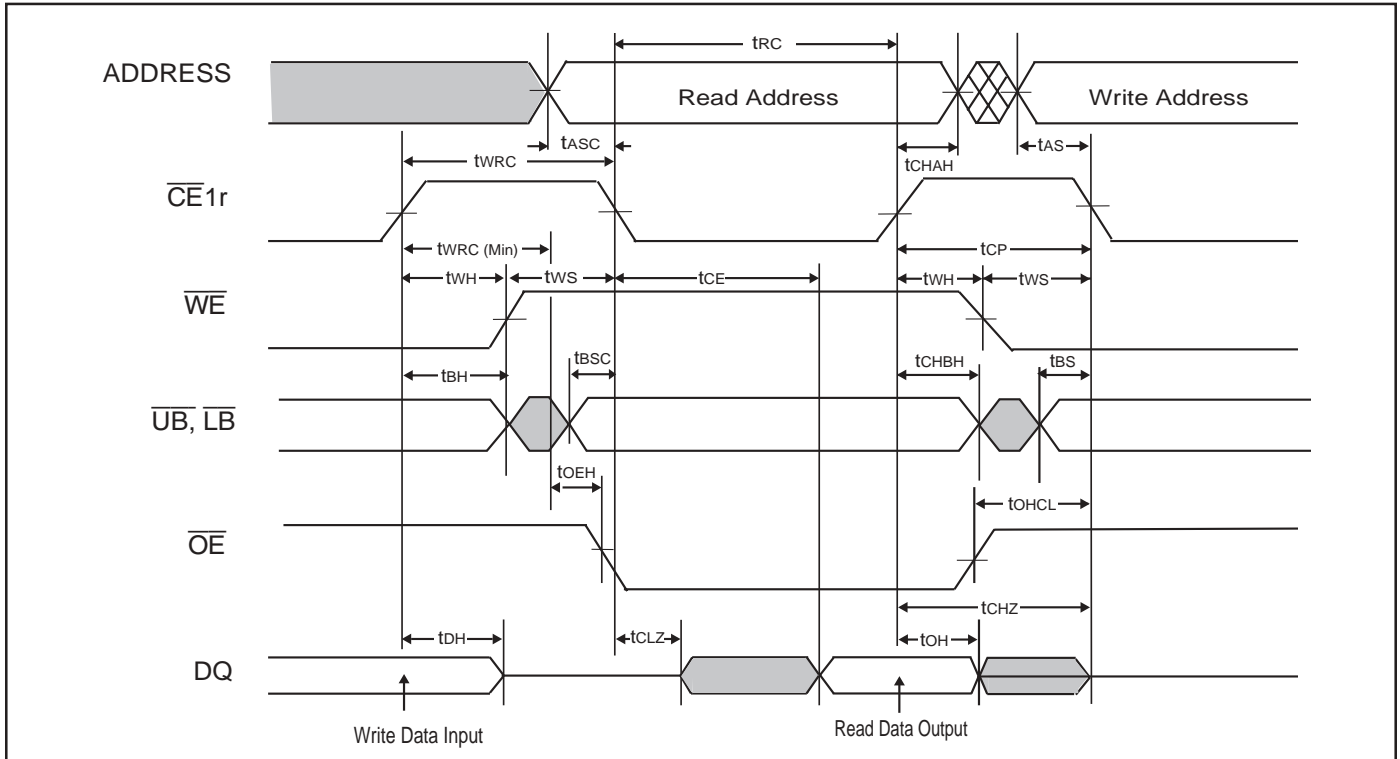 tRC
ADDRESS
Read Address
Write Address
tASC
tAS
tWRC
tCHAH
CE1r
tWRC (Min)
tCP
tWH
tWS
tCE
tWH
tWS
WE
tBSC
tCHBH
tBS
tBH
UB, LB
tOEH
tOHCL
OE
tCHZ
tDH
tCLZ
tOH
DQ
Write Data Input
Read Data Output